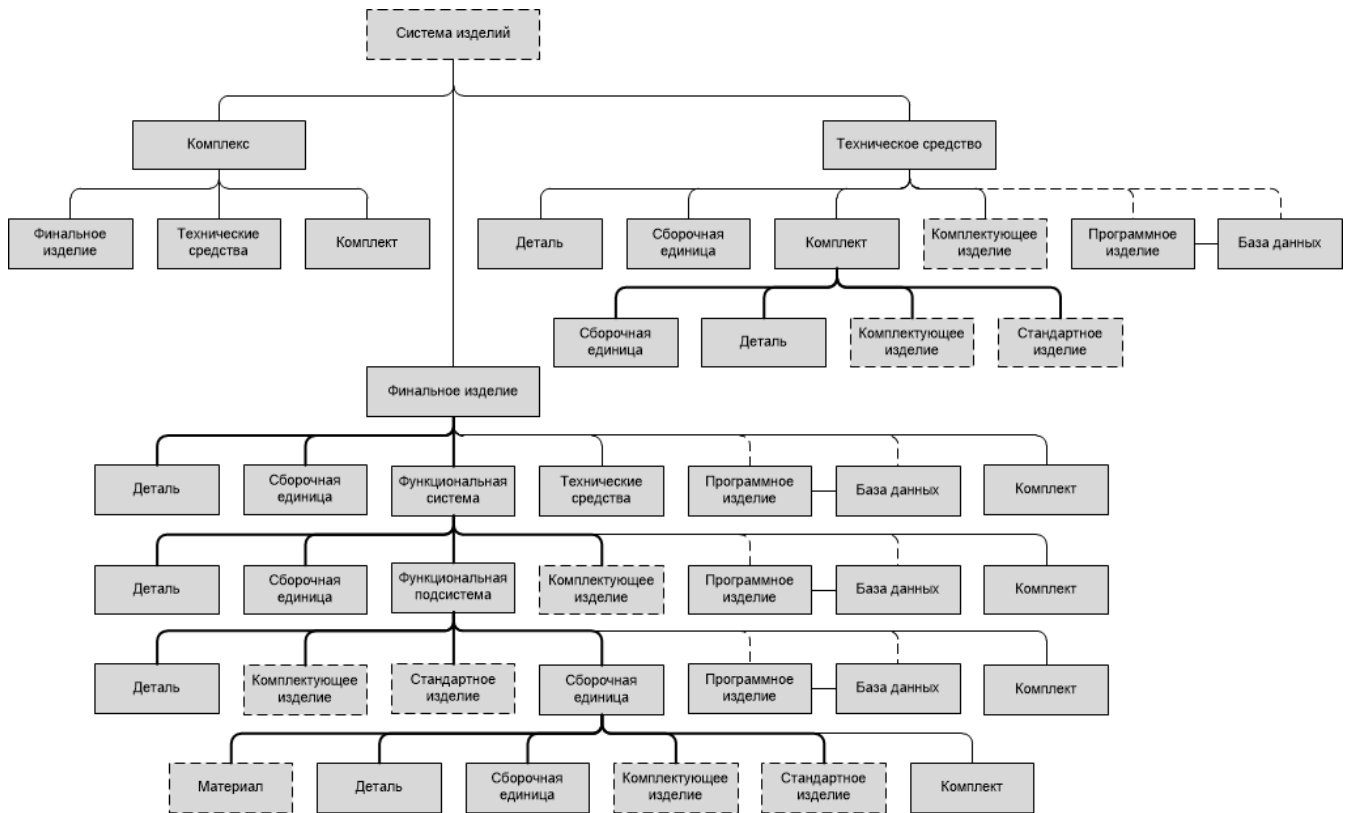 Система изделий
Комплекс
Техническое средство
Финальное
изделие
Технические
средства
Комплект
Деталь
Сборочная
единица
Комплект
Комплектующее
изделие
Программное
изделие
База данных
Сборочная
единица
Деталь
Комплектующее
изделие
Стандартное
изделие
Финальное изделие
Деталь
Сборочная
единица
Функциональная
система
Технические
средства
Программное
изделие
База данных
Комплект
Деталь
Сборочная
единица
Функциональная
подсистема
Комплектующее
изделие
Программное
изделие
База данных
Комплект
Деталь
Комплектующее
изделие
Стандартное
изделие
Сборочная
единица
Программное
изделие
База данных
Комплект
Материал
Деталь
Сборочная
единица
Комплектующее
изделие
Стандартное
изделие
Комплект